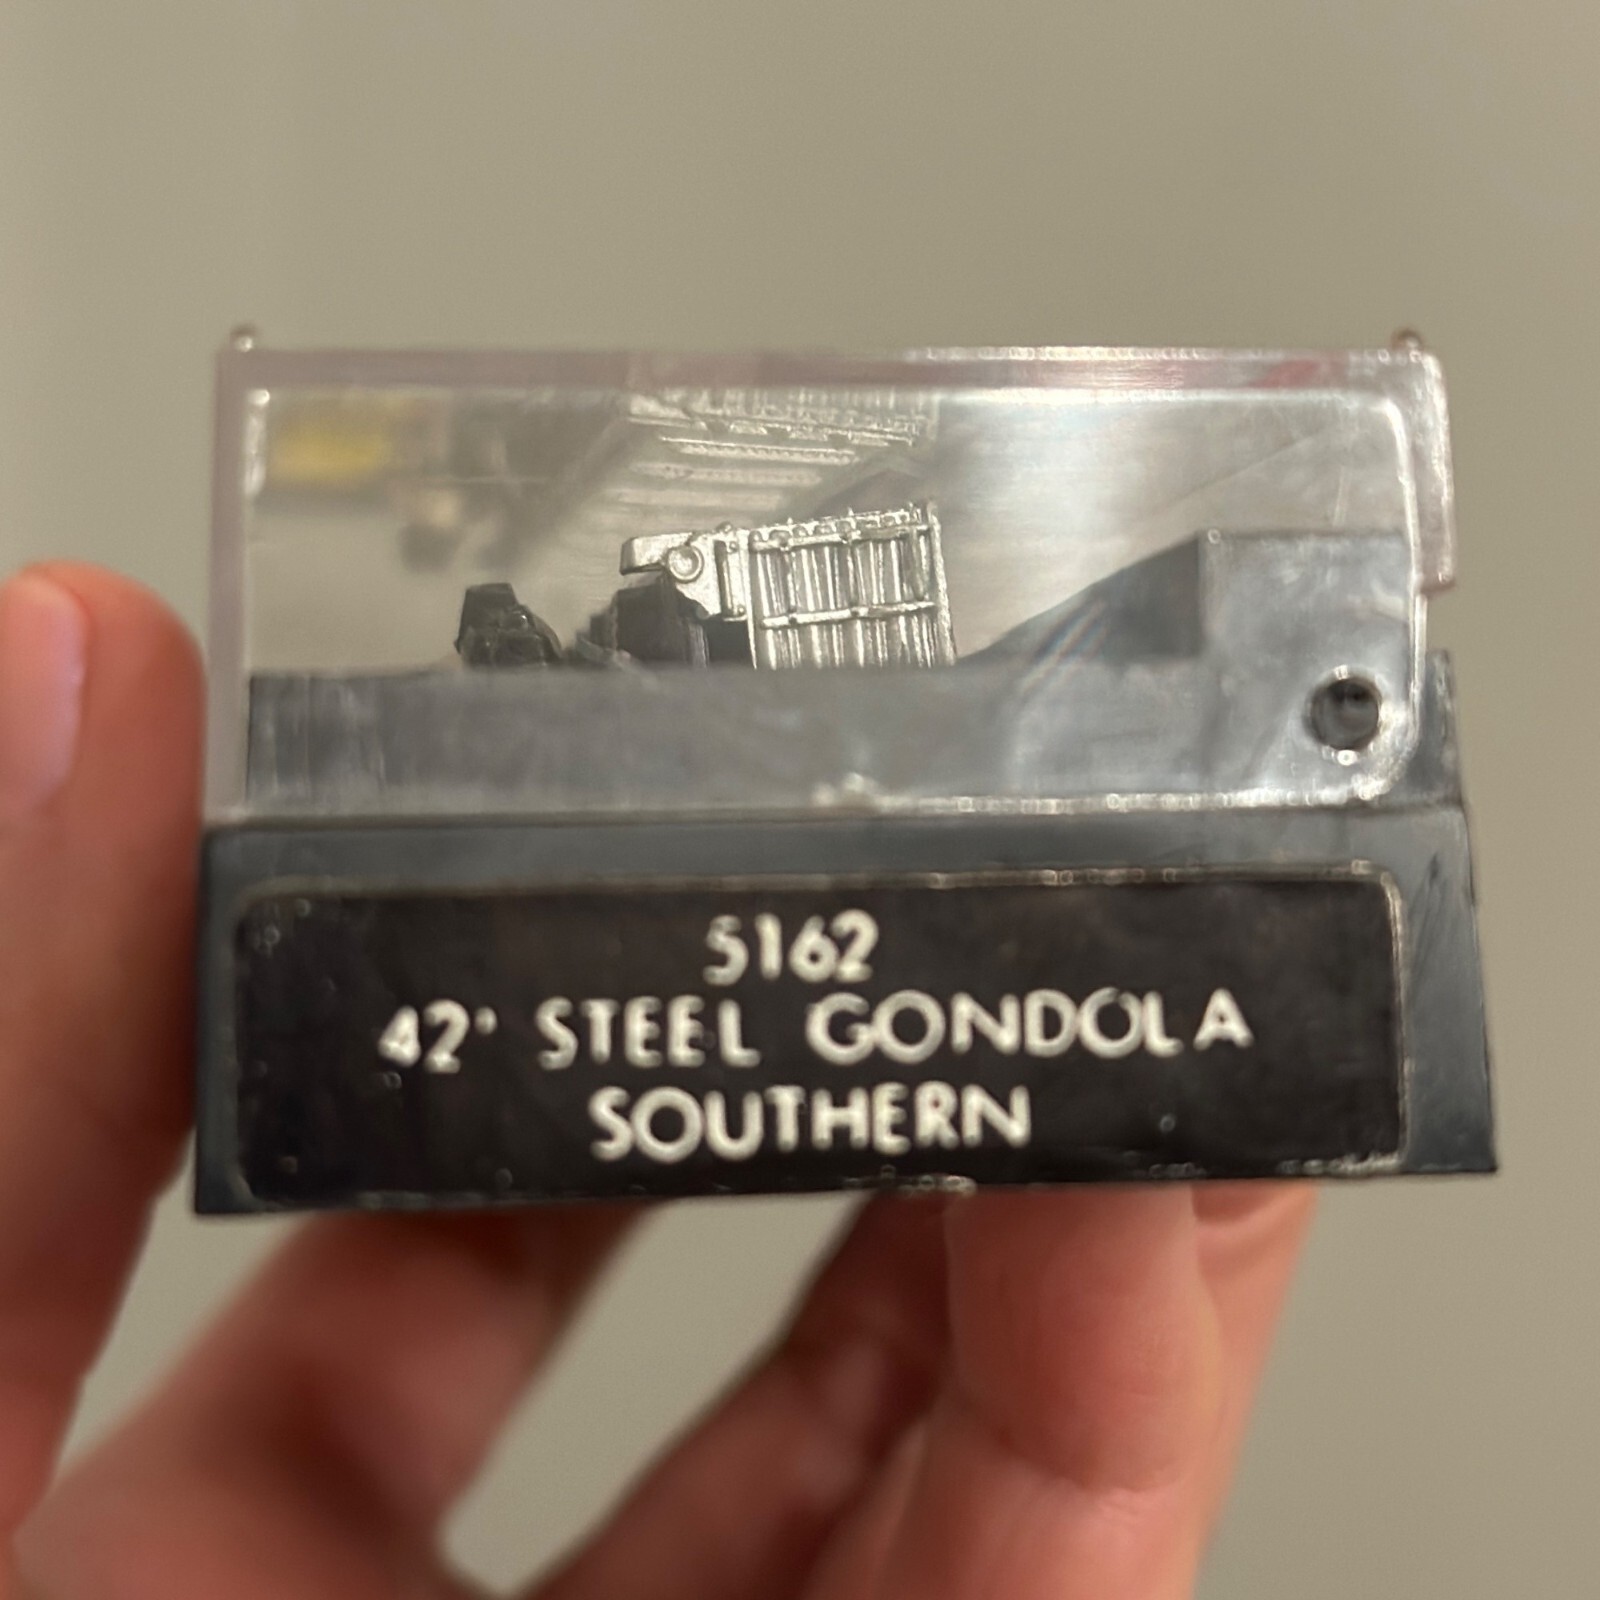 5162
42' STEEL GONDOLA
SOUTHERN